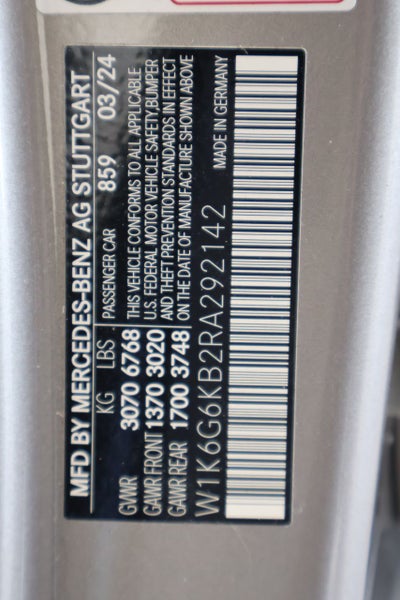 MFD BY MERCEDES-BENZ AG STUTTGART
KG LBS PASSENGER CAR 859 03/24
GVWR 3070 6768 THIS VEHICLE CONFORMS TO ALL APPLICABLE
GAWR FRONT 1370 3020 U.S. FEDERAL MOTOR VEHICLE SAFETY, BUMPER
GAWR REAR 1700 3748 AND THEFT PREVENTION STANDARDS IN EFFECT
ON THE DATE OF MANUFACTURE SHOWN ABOVE
W1K6G6KB2RA292142 MADE IN GERMANY